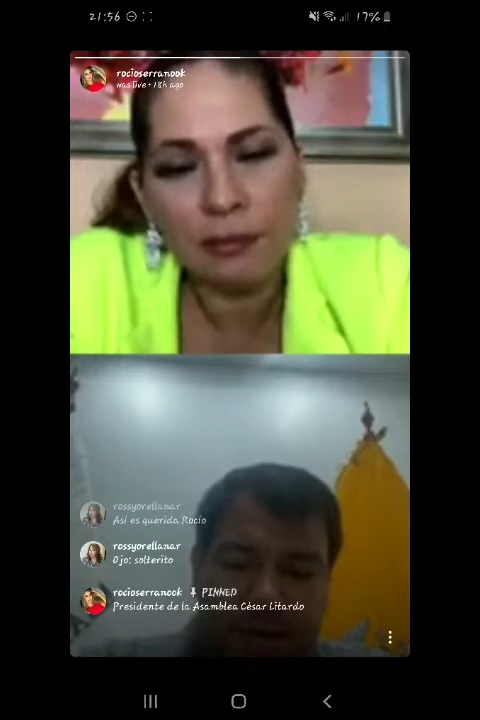 21:56
17%
rocioserranook
was live • 18h ago
rossyorellanar
Así es querida Rocío
rossyorellanar
Ojo: solterito
rocioserranook PINNED
Presidente de la Asamblea César Litardo